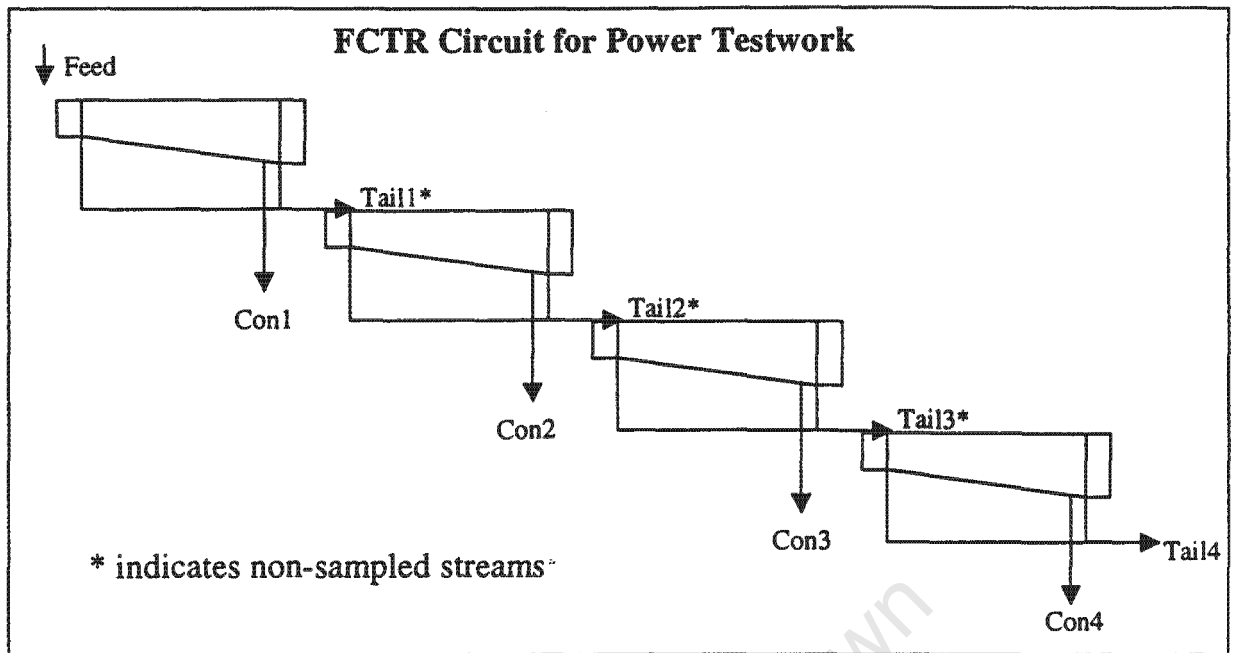 FCTR Circuit for Power Testwork
Feed
Tail1*
Con1
Tail2*
Con2
Tail3*
Con3
Tail4
Con4
* indicates non-sampled streams